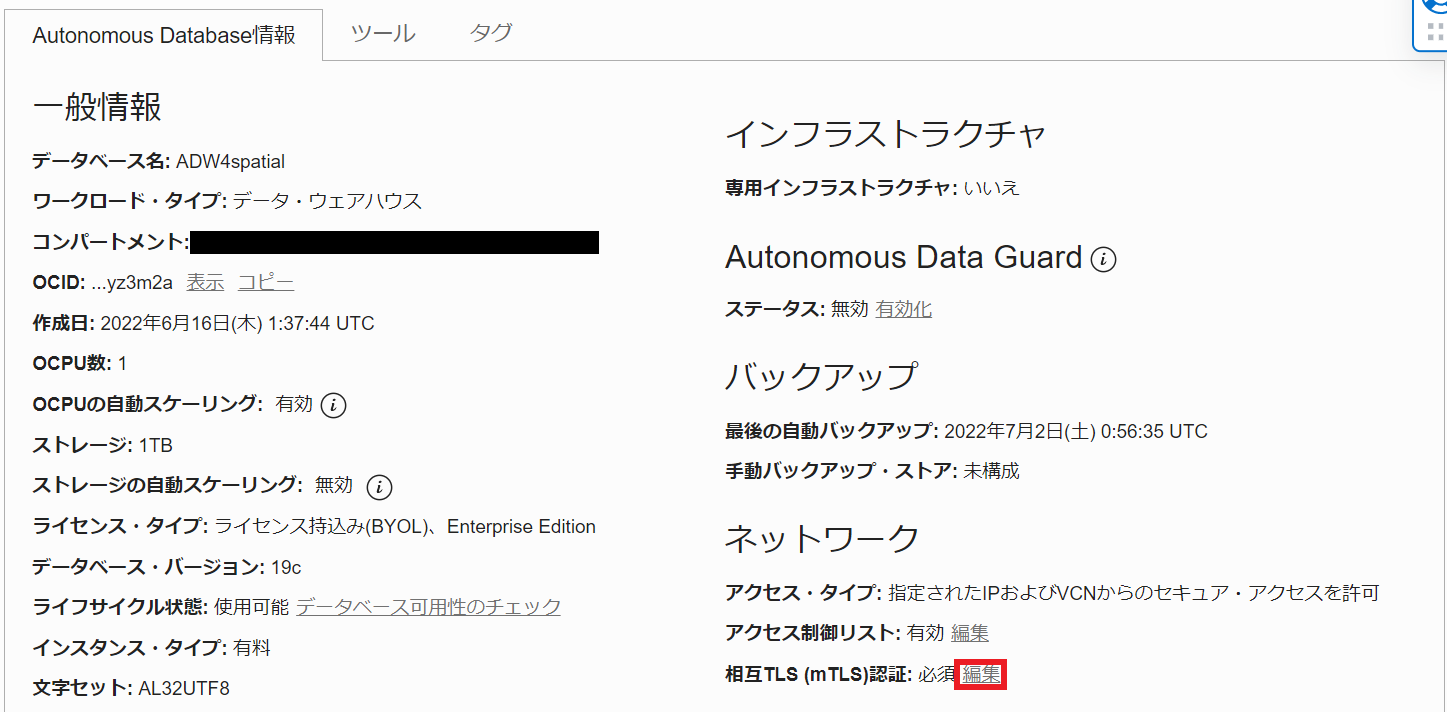 Autonomous Database情報
ツール
タグ
一般情報
データベース名: ADW4spatial
ワークロード・タイプ: データ・ウェアハウス
コンパートメント:
OCID: ...yz3m2a 表示 コピー
作成日: 2022年6月16日(木) 1:37:44 UTC
OCPU数: 1
OCPUの自動スケーリング: 有効 i
ストレージ: 1TB
ストレージの自動スケーリング: 無効 i
ライセンス・タイプ: ライセンス持込み(BYOL)、Enterprise Edition
データベース・バージョン: 19c
ライフサイクル状態: 使用可能 データベース可用性のチェック
インスタンス・タイプ: 有料
文字セット: AL32UTF8
インフラストラクチャ
専用インフラストラクチャ: いいえ
Autonomous Data Guard i
ステータス: 無効 有効化
バックアップ
最後の自動バックアップ: 2022年7月2日(土) 0:56:35 UTC
手動バックアップ・ストア: 未構成
ネットワーク
アクセス・タイプ: 指定されたIPおよびVCNからのセキュア・アクセスを許可
アクセス制御リスト: 有効 編集
相互TLS (mTLS)認証: 必須 編集